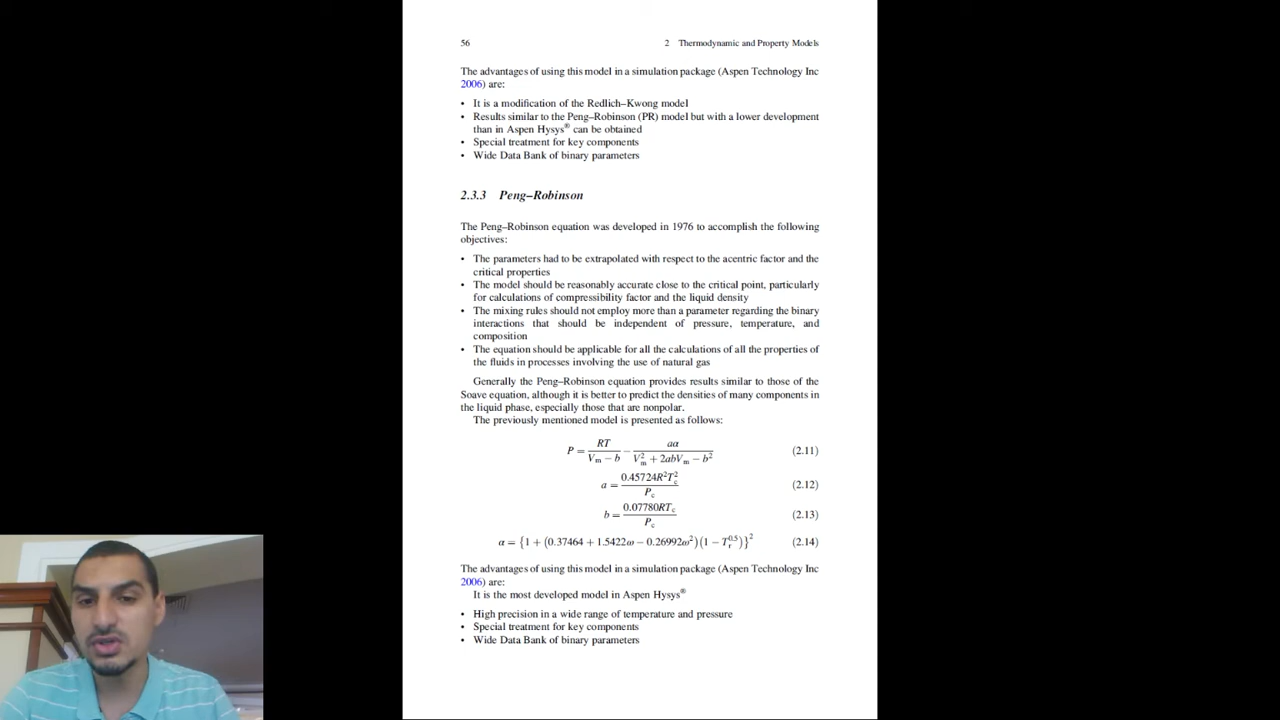 56
2 Thermodynamic and Property Models
The advantages of using this model in a simulation package (Aspen Technology Inc
2006) are:
• It is a modification of the Redlich–Kwong model
• Results similar to the Peng–Robinson (PR) model but with a lower development
than in Aspen Hysys® can be obtained
• Special treatment for key components
• Wide Data Bank of binary parameters
2.3.3 Peng–Robinson
The Peng–Robinson equation was developed in 1976 to accomplish the following
objectives:
• The parameters had to be extrapolated with respect to the acentric factor and the
critical properties
• The model should be reasonably accurate close to the critical point, particularly
for calculations of compressibility factor and the liquid density
• The mixing rules should not employ more than a parameter regarding the binary
interactions that should be independent of pressure, temperature, and
composition
• The equation should be applicable for all the calculations of all the properties of
the fluids in processes involving the use of natural gas
Generally the Peng–Robinson equation provides results similar to those of the
Soave equation, although it is better to predict the densities of many components in
the liquid phase, especially those that are nonpolar.
The previously mentioned model is presented as follows:
P = RT / (Vm − b) − aα / (Vm² + 2abVm − b²) (2.11)
a = 0.45724R²Tc² / Pc (2.12)
b = 0.07780RTc / Pc (2.13)
α = {1 + (0.37464 + 1.5422ω − 0.26992ω²)(1 − Tr^0.5)}² (2.14)
The advantages of using this model in a simulation package (Aspen Technology Inc
2006) are:
It is the most developed model in Aspen Hysys®
• High precision in a wide range of temperature and pressure
• Special treatment for key components
• Wide Data Bank of binary parameters